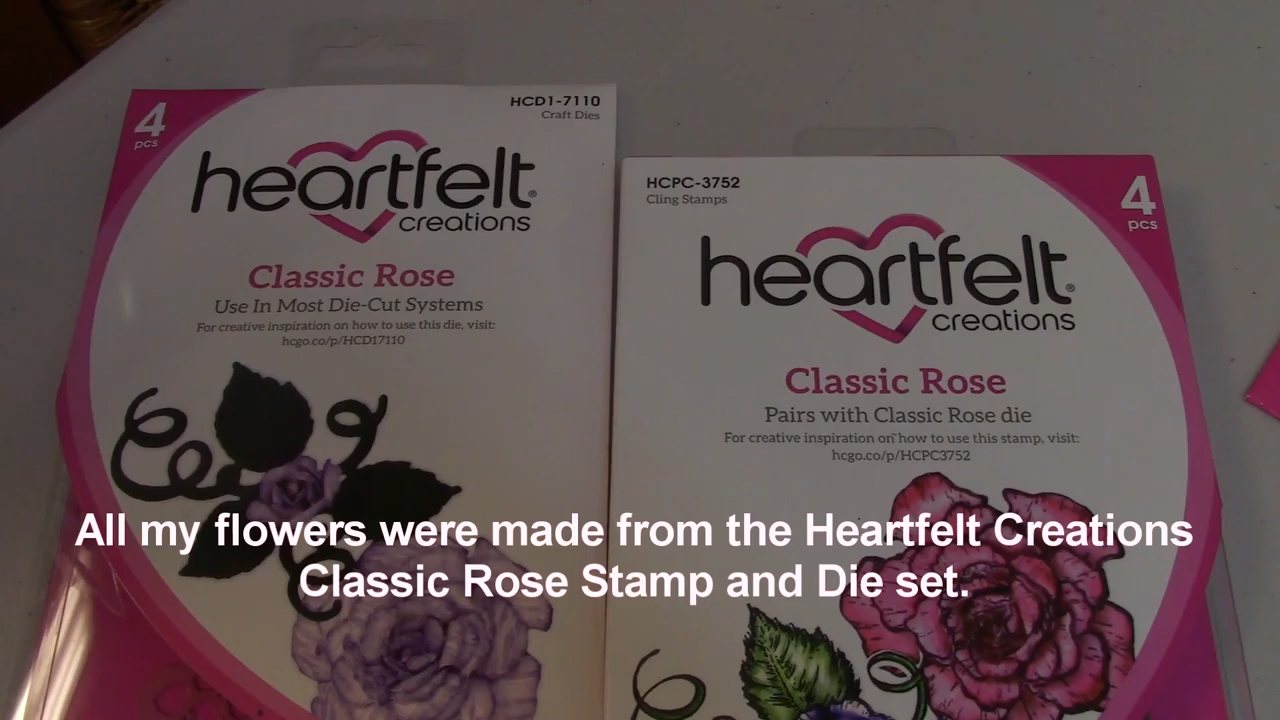 4
pcs
HCD1-7110
Craft Dies
heartfelt®
creations
Classic Rose
Use In Most Die-Cut Systems
For creative inspiration on how to use this die, visit:
hcgo.co/p/HCD17110
HCPC-3752
Cling Stamps
4
pcs
heartfelt®
creations
Classic Rose
Pairs with Classic Rose die
For creative inspiration on how to use this stamp, visit:
hcgo.co/p/HCPC3752
All my flowers were made from the Heartfelt Creations
Classic Rose Stamp and Die set.